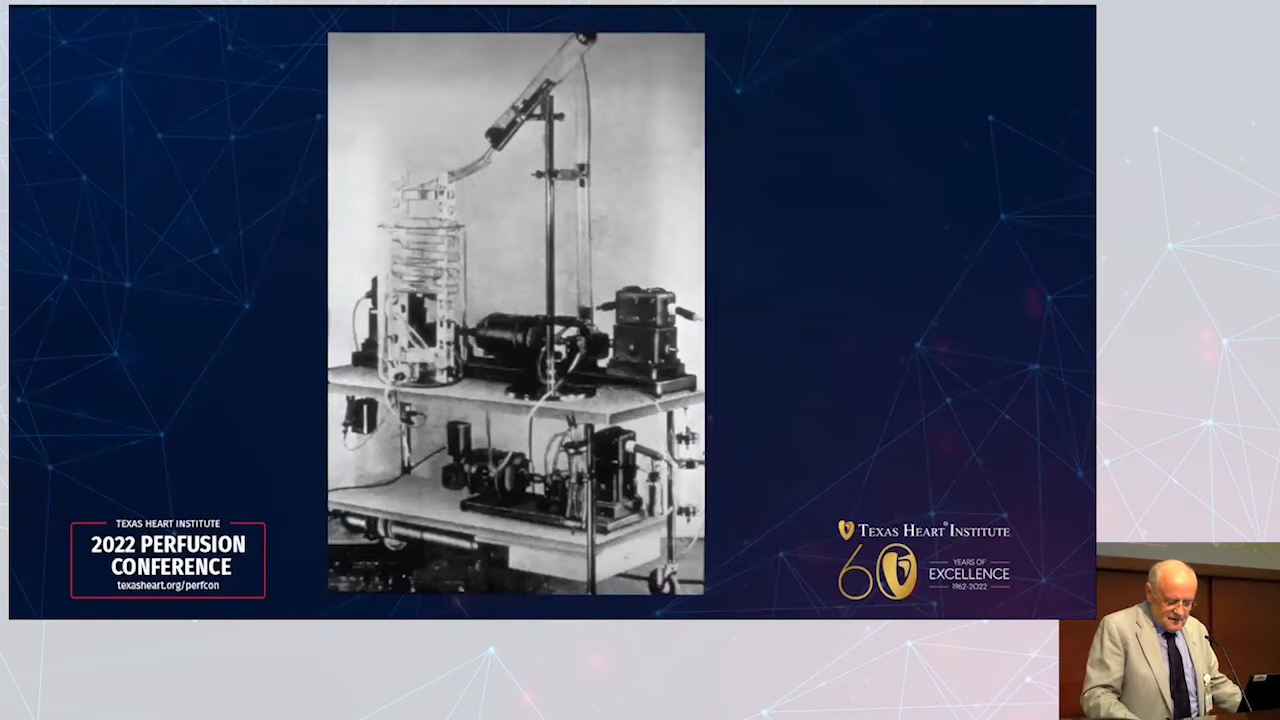 TEXAS HEART INSTITUTE
2022 PERFUSION
CONFERENCE
texasheart.org/perfcon
TEXAS HEART® INSTITUTE
60
YEARS OF
EXCELLENCE
1962-2022